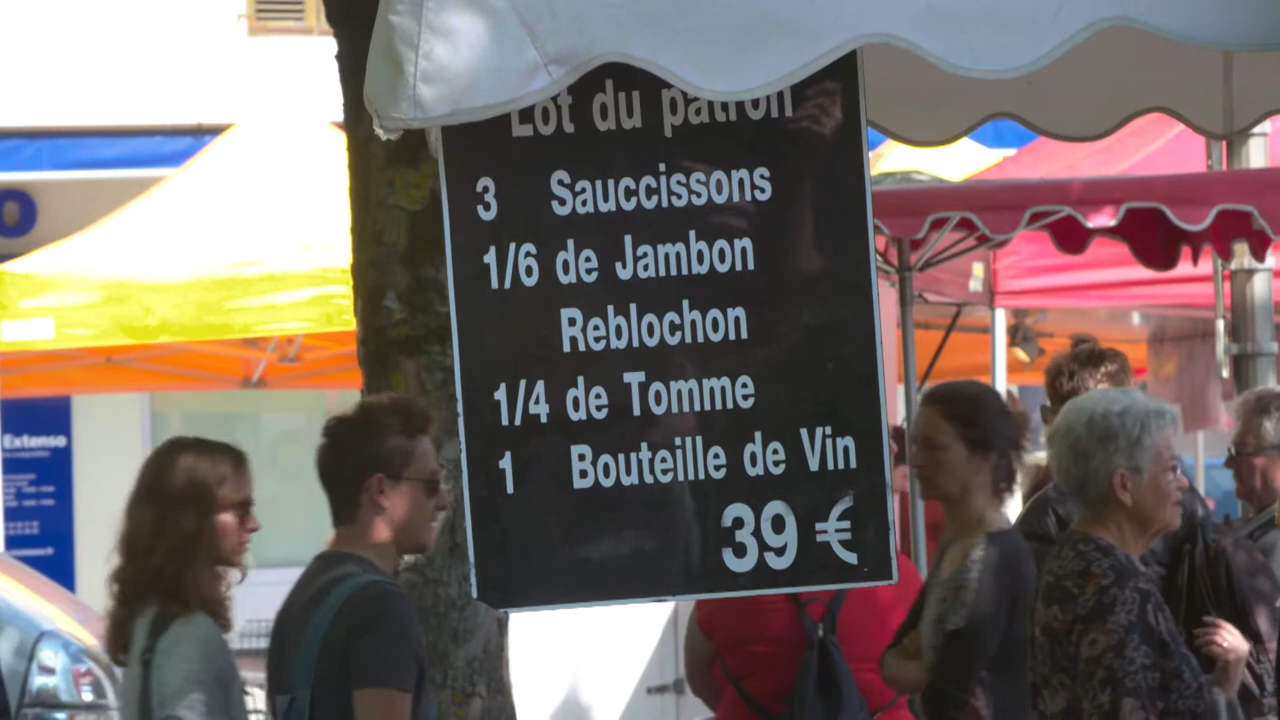 Lot du patron
3 Sauccissons
1/6 de Jambon
Reblochon
1/4 de Tomme
1 Bouteille de Vin
39 €
Extenso